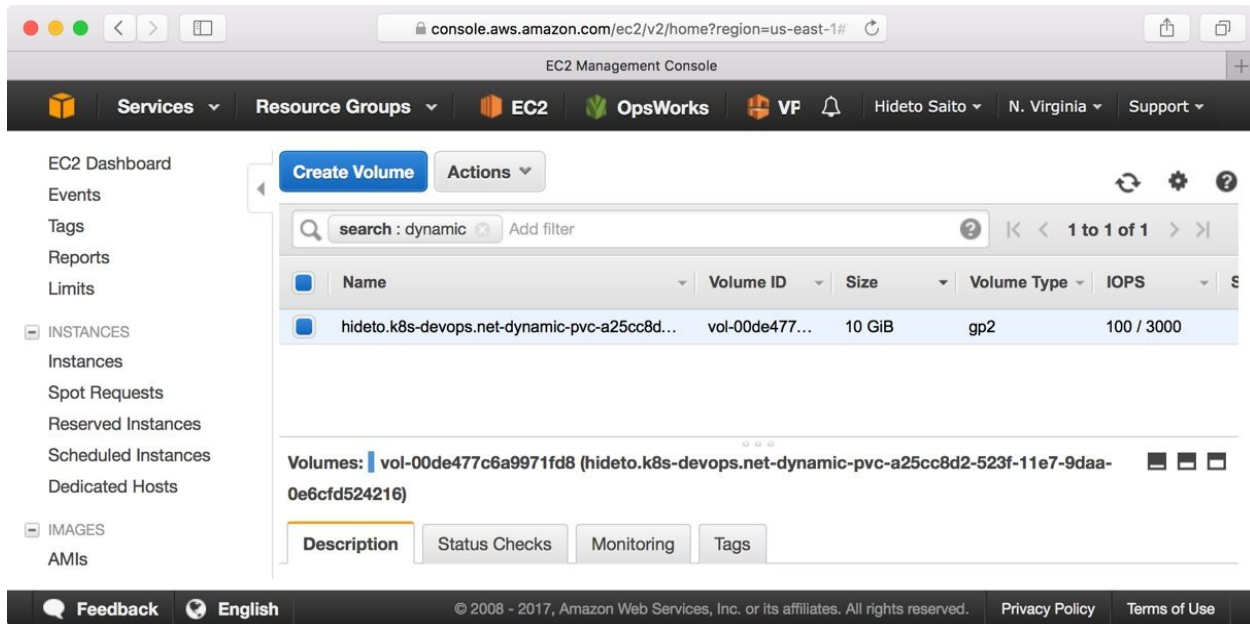 console.aws.amazon.com/ec2/v2/home?region=us-east-1#
EC2 Management Console
Services Resource Groups EC2 OpsWorks VP Hideto Saito N. Virginia Support
EC2 Dashboard
Events
Tags
Reports
Limits
INSTANCES
Instances
Spot Requests
Reserved Instances
Scheduled Instances
Dedicated Hosts
IMAGES
AMIs
Create Volume Actions
search : dynamic Add filter 1 to 1 of 1
Name Volume ID Size Volume Type IOPS S
hideto.k8s-devops.net-dynamic-pvc-a25cc8d... vol-00de477... 10 GiB gp2 100 / 3000
Volumes: vol-00de477c6a9971fd8 (hideto.k8s-devops.net-dynamic-pvc-a25cc8d2-523f-11e7-9daa-
0e6cfd524216)
Description Status Checks Monitoring Tags
Feedback English © 2008 - 2017, Amazon Web Services, Inc. or its affiliates. All rights reserved. Privacy Policy Terms of Use